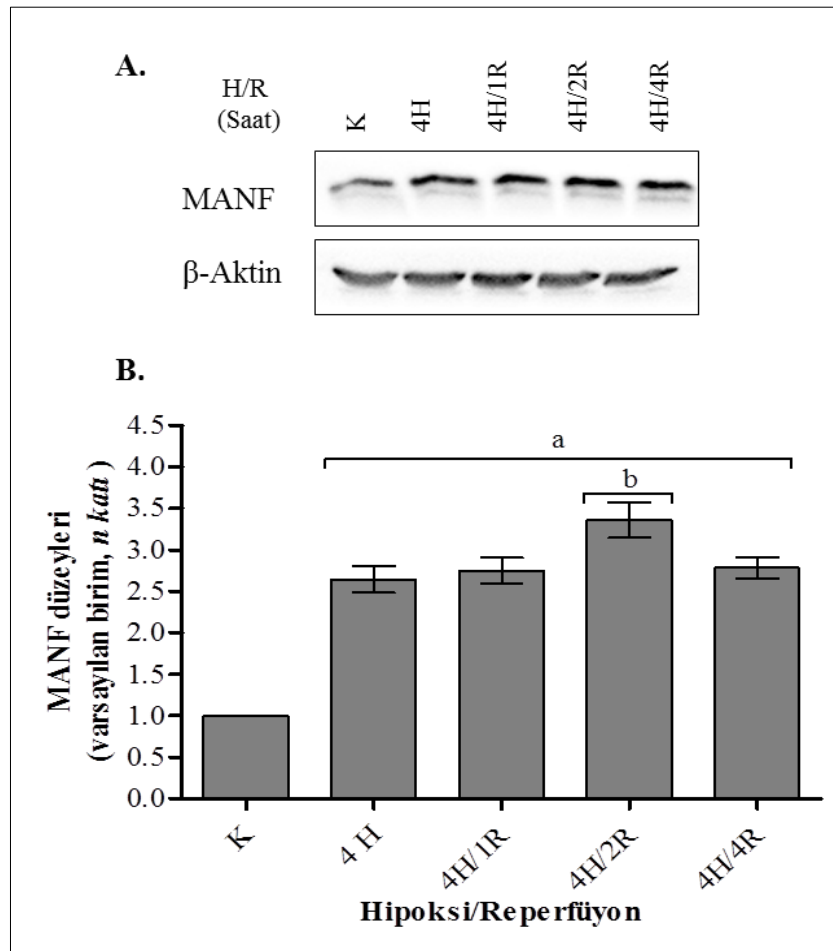 A.
H/R
(Saat)
K
4H
4H/1R
4H/2R
4H/4R
MANF
β-Aktin
B.
MANF düzeyleri
(varsayılan birim, n katı)
4.5
4.0
3.5
3.0
2.5
2.0
1.5
1.0
0.5
0.0
a
b
K
4 H
4H/1R
4H/2R
4H/4R
Hipoksi/Reperfüyon